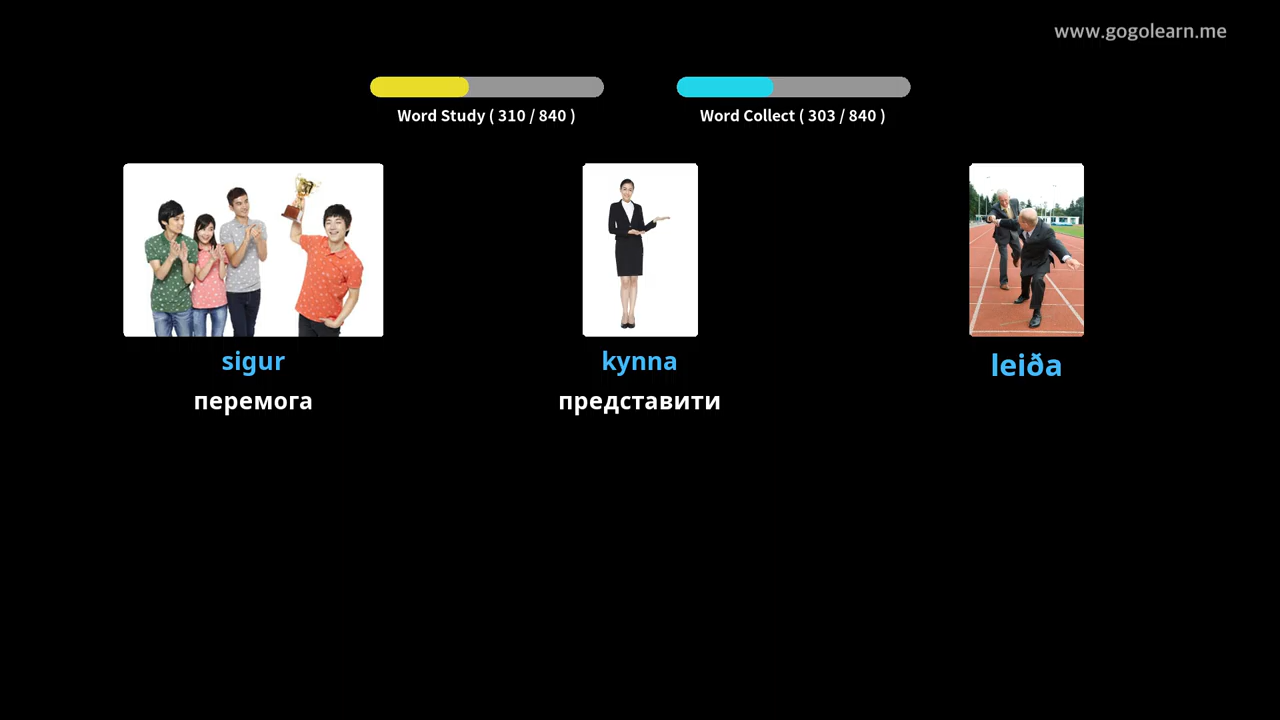 www.gogolearn.me
Word Study ( 310 / 840 )
Word Collect ( 303 / 840 )
sigur
kynna
leiða
перемога
представити